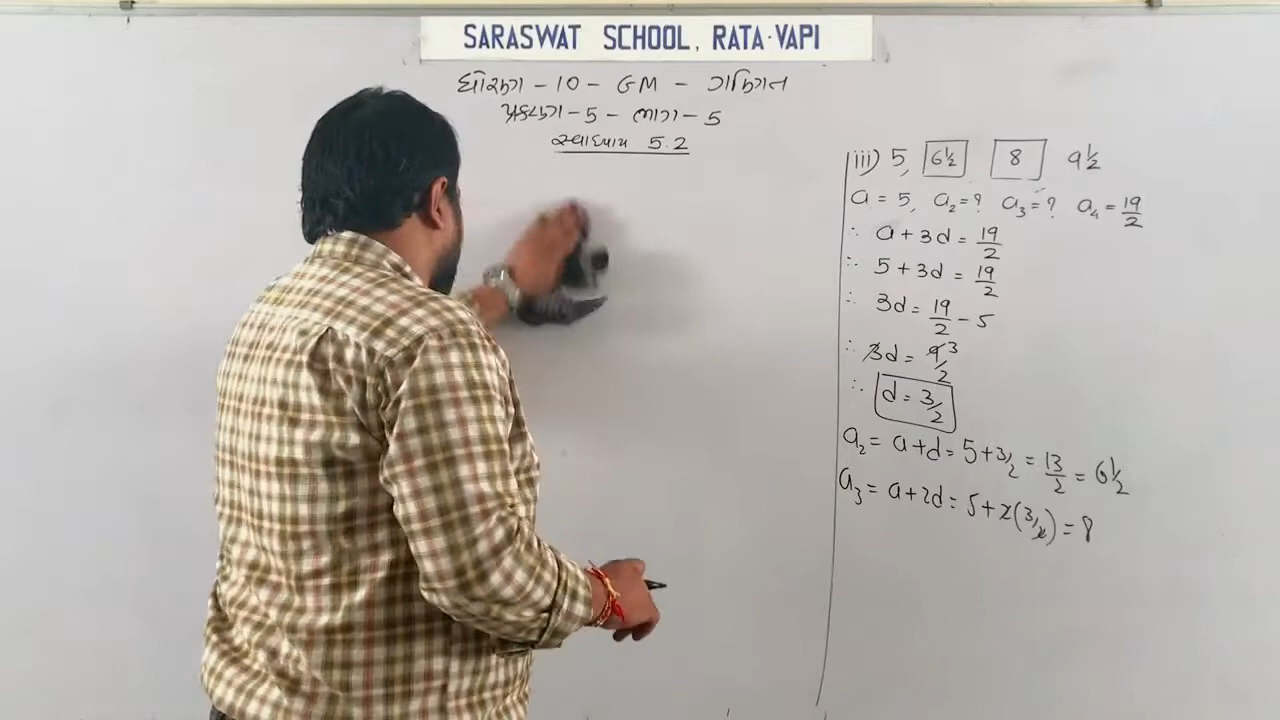 SARASWAT SCHOOL, RATA·VAPI
ધોરણ - 10 - GM - ગણિત
પ્રકરણ - 5 - ભાગ - 5
સ્વાધ્યાય 5.2
iii) 5, 6½ 8 9½
a = 5, a₂ = ? a₃ = ? a₄ = 19/2
∴ a + 3d = 19/2
∴ 5 + 3d = 19/2
∴ 3d = 19/2 - 5
∴ 3d = 9/2 3
∴ d = 3/2
a₂ = a + d = 5 + 3/2 = 13/2 = 6½
a₃ = a + 2d = 5 + 2(3/2) = 8